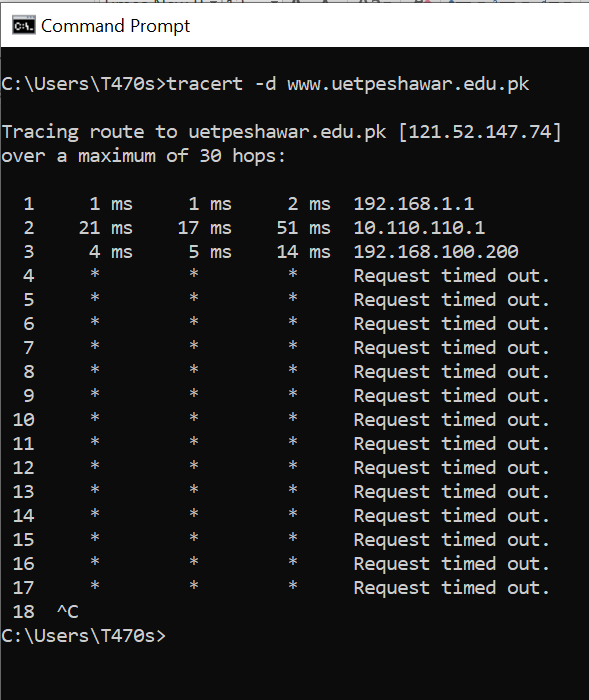 Command Prompt
C:\Users\T470s>tracert -d www.uetpeshawar.edu.pk
Tracing route to uetpeshawar.edu.pk [121.52.147.74]
over a maximum of 30 hops:
1 1 ms 1 ms 2 ms 192.168.1.1
2 21 ms 17 ms 51 ms 10.110.110.1
3 4 ms 5 ms 14 ms 192.168.100.200
4 * * * Request timed out.
5 * * * Request timed out.
6 * * * Request timed out.
7 * * * Request timed out.
8 * * * Request timed out.
9 * * * Request timed out.
10 * * * Request timed out.
11 * * * Request timed out.
12 * * * Request timed out.
13 * * * Request timed out.
14 * * * Request timed out.
15 * * * Request timed out.
16 * * * Request timed out.
17 * * * Request timed out.
18 ^C
C:\Users\T470s>